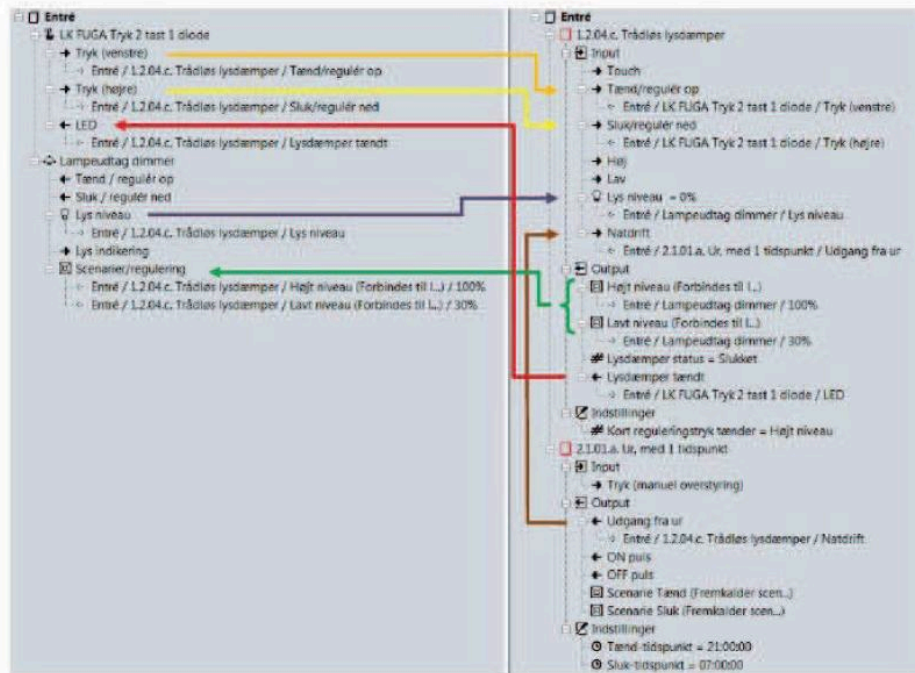 Entré
LK FUGA Tryk 2 tast 1 diode
Tryk (venstre)
Entré / 1.2.04.c. Trådløs lysdæmper / Tænd/regulér op
Tryk (højre)
Entré / 1.2.04.c. Trådløs lysdæmper / Sluk/regulér ned
LED
Entré / 1.2.04.c. Trådløs lysdæmper / Lysdæmper tændt
Lampeudtag dimmer
Tænd / regulér op
Sluk / regulér ned
Lys niveau
Entré / 1.2.04.c. Trådløs lysdæmper / Lys niveau
Lys indikering
Scenarier/regulering
Entré / 1.2.04.c. Trådløs lysdæmper / Højt niveau (Forbindes til l...) / 100%
Entré / 1.2.04.c. Trådløs lysdæmper / Lavt niveau (Forbindes til l...) / 30%
Entré
1.2.04.c. Trådløs lysdæmper
Input
Touch
Tænd/regulér op
Entré / LK FUGA Tryk 2 tast 1 diode / Tryk (venstre)
Sluk/regulér ned
Entré / LK FUGA Tryk 2 tast 1 diode / Tryk (højre)
Høj
Lav
Lys niveau = 0%
Entré / Lampeudtag dimmer / Lys niveau
Natdrift
Entré / 2.1.01.a. Ur, med 1 tidspunkt / Udgang fra ur
Output
Højt niveau (Forbindes til l...)
Entré / Lampeudtag dimmer / 100%
Lavt niveau (Forbindes til l...)
Entré / Lampeudtag dimmer / 30%
Lysdæmper status = Slukket
Lysdæmper tændt
Entré / LK FUGA Tryk 2 tast 1 diode / LED
Indstillinger
Kort reguleringstryk tænder = Højt niveau
2.1.01.a. Ur, med 1 tidspunkt
Input
Tryk (manuel overstyring)
Output
Udgang fra ur
Entré / 1.2.04.c. Trådløs lysdæmper / Natdrift
ON puls
OFF puls
Scenarie Tænd (Fremkalder scen...)
Scenarie Sluk (Fremkalder scen...)
Indstillinger
Tænd-tidspunkt = 21:00:00
Sluk-tidspunkt = 07:00:00